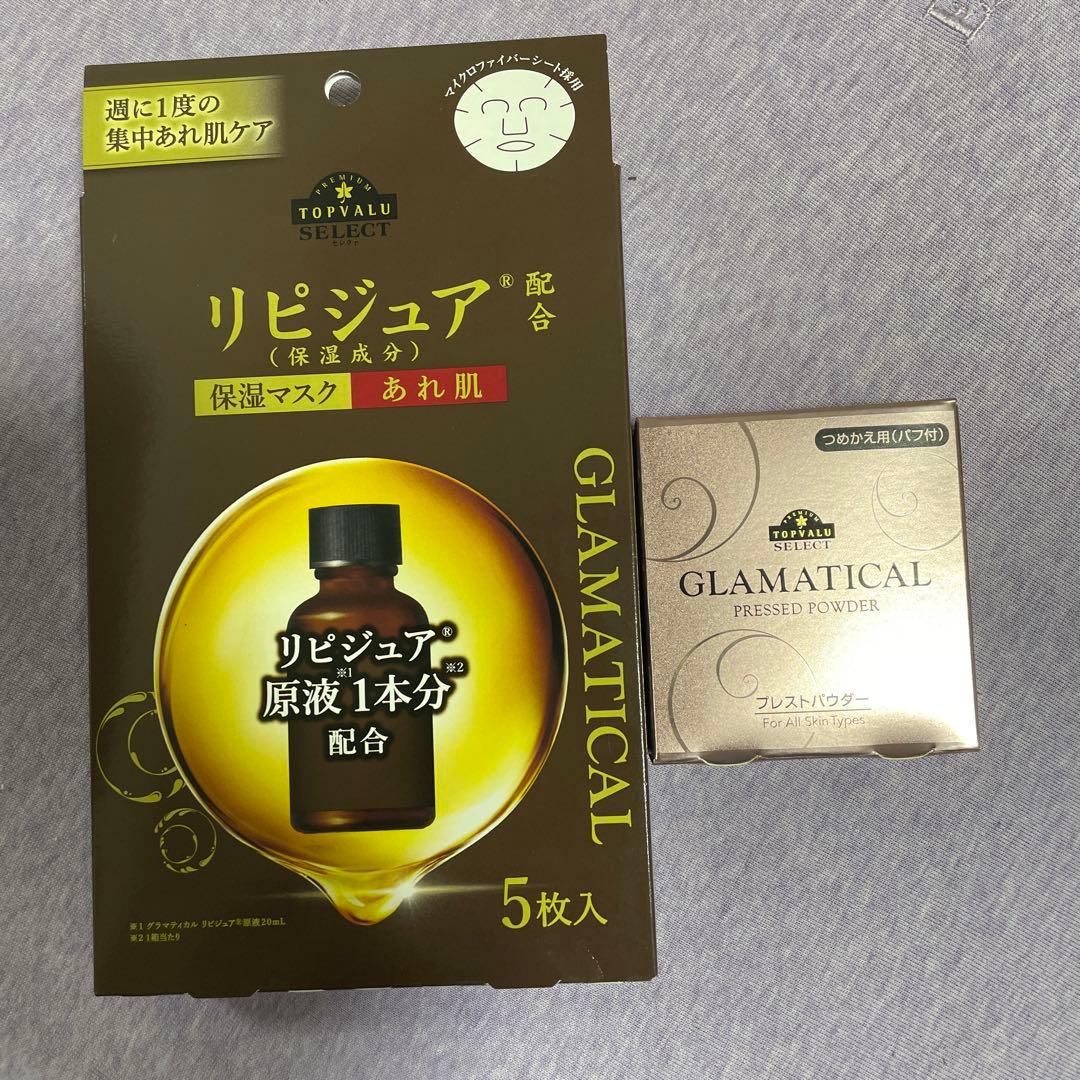 週に1度の
集中あれ肌ケア
マイクロファイバーシート採用
PREMIUM
TOPVALU
SELECT
セレクト
リピジュア® 配合
(保湿成分)
保湿マスク あれ肌
GLAMATICAL
リピジュア®
原液※1 1本分※2
配合
5枚入
※1 グラマティカル リピジュア®原液20mL
※2 1箱当たり
つめかえ用(パフ付)
PREMIUM
TOPVALU
SELECT
GLAMATICAL
PRESSED POWDER
プレストパウダー
For All Skin Types